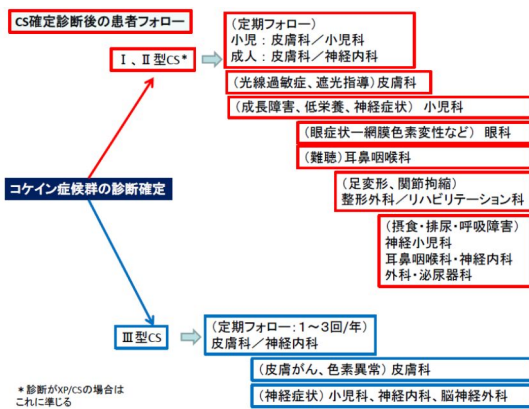 CS確定診断後の患者フォロー
Ⅰ、Ⅱ型CS*
(定期フォロー)
小児:皮膚科/小児科
成人:皮膚科/神経内科
(光線過敏症、遮光指導)皮膚科
(成長障害、低栄養、神経症状) 小児科
(眼症状ー網膜色素変性など) 眼科
(難聴)耳鼻咽喉科
(足変形、関節拘縮)
整形外科/リハビリテーション科
(摂食・排尿・呼吸障害)
神経小児科
耳鼻咽喉科・神経内科
外科・泌尿器科
コケイン症候群の診断確定
Ⅲ型CS
(定期フォロー:1~3回/年)
皮膚科/神経内科
(皮膚がん、色素異常) 皮膚科
(神経症状)小児科、神経内科、脳神経外科
*診断がXP/CSの場合は
これに準じる